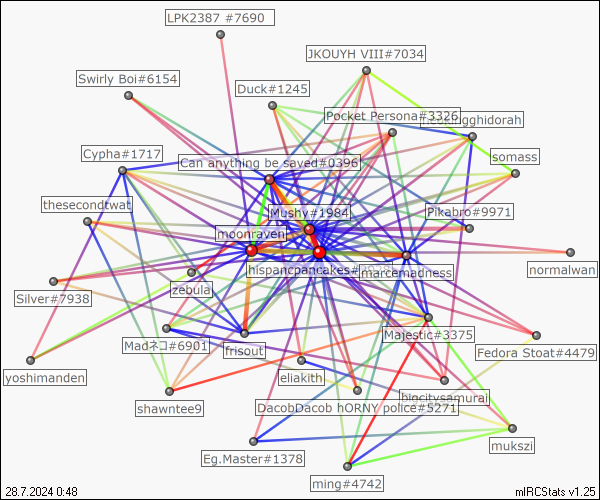 LPK2387 #7690
JKOUYH VIII#7034
Swirly Boi#6154
Duck#1245
Pocket Persona#3326
gghidorah
Cypha#1717
Can anything be saved#0396
somass
thesecondtwat
Mushy#1984
Pikabro#9971
moonraven
hispancpancakes#
marcemadness
normalwan
zebula
Silver#7938
Madネコ#6901
frisout
Majestic#3375
Fedora Stoat#4479
yoshimanden
eliakith
bigcitysamurai
shawntee9
DacobDacob hORNY police#5271
mukszi
Eg.Master#1378
ming#4742
28.7.2024 0:48
mIRCStats v1.25